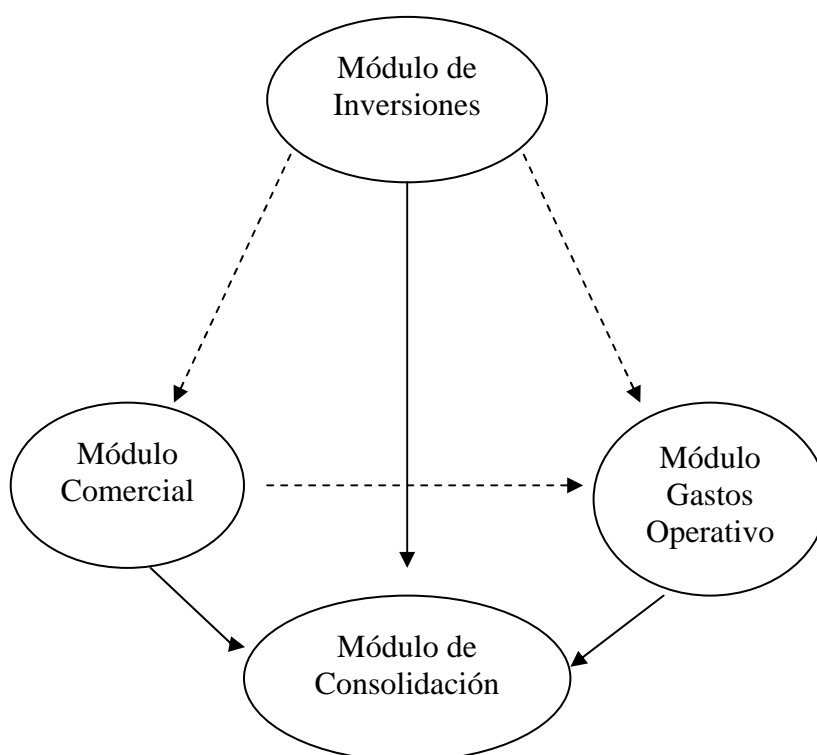 Módulo de
Inversiones
Módulo
Comercial
Módulo
Gastos
Operativo
Módulo de
Consolidación